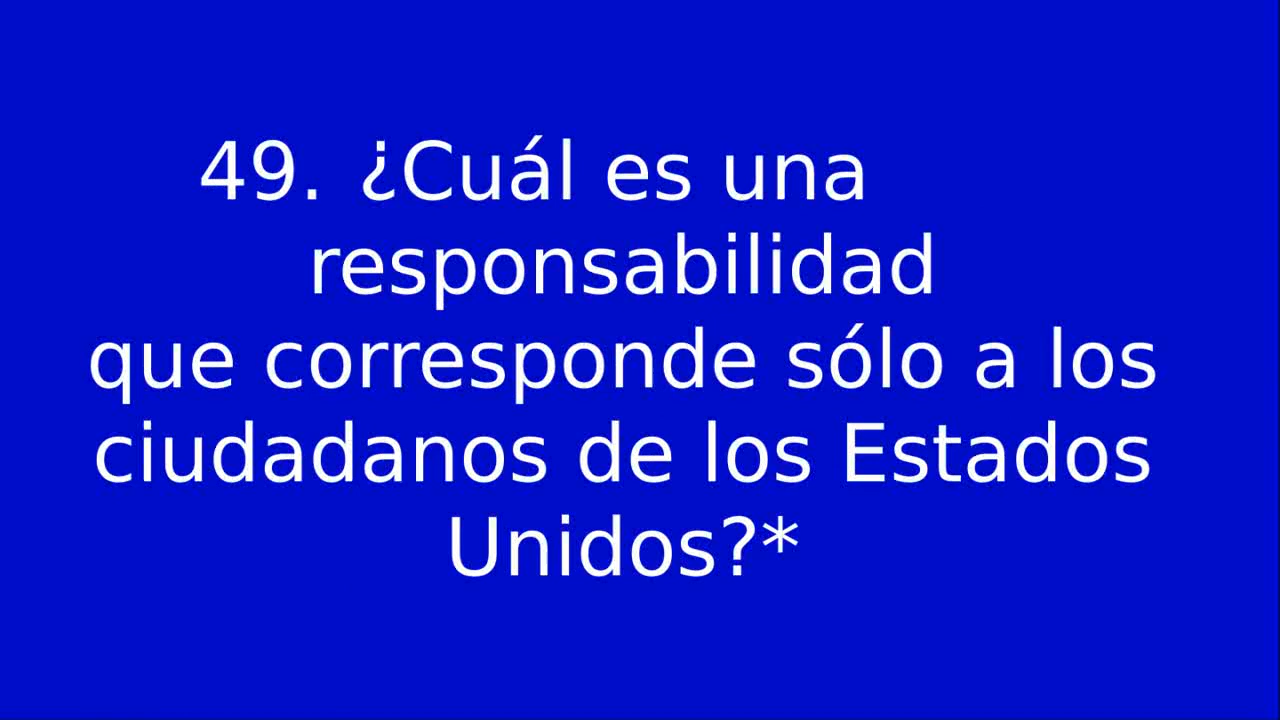 49. ¿Cuál es una
responsabilidad
que corresponde sólo a los
ciudadanos de los Estados
Unidos?*